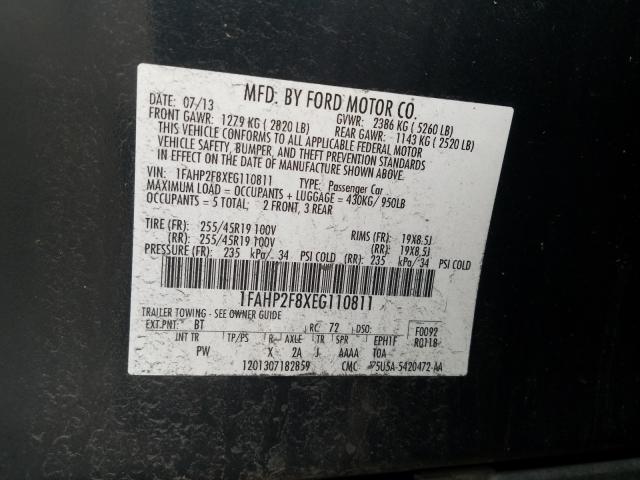 MFD. BY FORD MOTOR CO.
DATE: 07/13 GVWR: 2386 KG ( 5260 LB)
FRONT GAWR: 1279 KG ( 2820 LB) REAR GAWR: 1143 KG ( 2520 LB)
THIS VEHICLE CONFORMS TO ALL APPLICABLE FEDERAL MOTOR
VEHICLE SAFETY, BUMPER, AND THEFT PREVENTION STANDARDS
IN EFFECT ON THE DATE OF MANUFACTURE SHOWN ABOVE.
VIN: 1FAHP2F8XEG110811 TYPE: Passenger Car
MAXIMUM LOAD = OCCUPANTS + LUGGAGE = 430KG/ 950LB
OCCUPANTS = 5 TOTAL; 2 FRONT, 3 REAR
TIRE (FR): 255/45R19 100V RIMS (FR): 19X8.5J
(RR): 255/45R19 100V (RR): 19X8.5J
PRESSURE (FR): 235 kPa/ 34 PSI COLD (RR): 235 kPa/ 34 PSI COLD
1FAHP2F8XEG110811
TRAILER TOWING - SEE OWNER GUIDE
EXT.PNT: BT RC: 72 DSO: F0092
INT TR TP/PS R AXLE TR SPR EPH1F R0118
PW X 2A J AAAA T0A
1201307182859 CMC 5U5A-5420472-AA